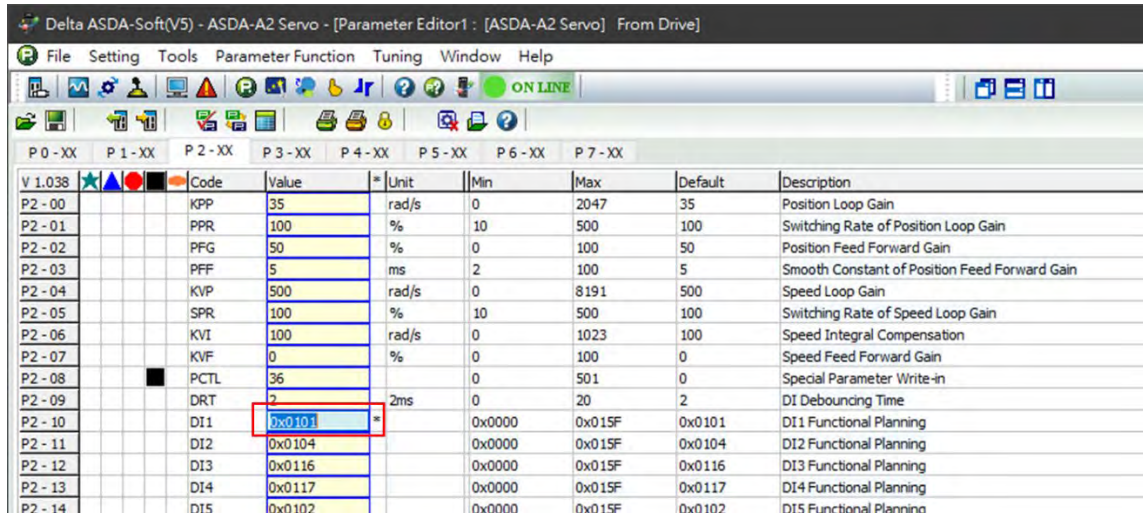 Delta ASDA-Soft(V5) - ASDA-A2 Servo - [Parameter Editor1 : [ASDA-A2 Servo] From Drive]
File Setting Tools Parameter Function Tuning Window Help
ON LINE
P 0 - XX P 1 - XX P 2 - XX P 3 - XX P 4 - XX P 5 - XX P 6 - XX P 7 - XX
V 1.038 Code Value * Unit Min Max Default Description
P2 - 00 KPP 35 rad/s 0 2047 35 Position Loop Gain
P2 - 01 PPR 100 % 10 500 100 Switching Rate of Position Loop Gain
P2 - 02 PFG 50 % 0 100 50 Position Feed Forward Gain
P2 - 03 PFF 5 ms 2 100 5 Smooth Constant of Position Feed Forward Gain
P2 - 04 KVP 500 rad/s 0 8191 500 Speed Loop Gain
P2 - 05 SPR 100 % 10 500 100 Switching Rate of Speed Loop Gain
P2 - 06 KVI 100 rad/s 0 1023 100 Speed Integral Compensation
P2 - 07 KVF 0 % 0 100 0 Speed Feed Forward Gain
P2 - 08 PCTL 36 0 501 0 Special Parameter Write-in
P2 - 09 DRT 2 2ms 0 20 2 DI Debouncing Time
P2 - 10 DI1 0x0101 * 0x0000 0x015F 0x0101 DI1 Functional Planning
P2 - 11 DI2 0x0104 0x0000 0x015F 0x0104 DI2 Functional Planning
P2 - 12 DI3 0x0116 0x0000 0x015F 0x0116 DI3 Functional Planning
P2 - 13 DI4 0x0117 0x0000 0x015F 0x0117 DI4 Functional Planning
P2 - 14 DI5 0x0102 0x0000 0x015F 0x0102 DI5 Functional Planning